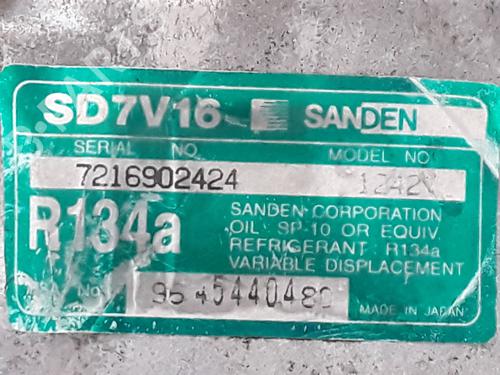 SD7V16 SANDEN
SERIAL NO. MODEL NO
7216902424
R134a
SANDEN CORPORATION
OIL: SP-10 OR EQUIV.
REFRIGERANT: R134a
VARIABLE DISPLACEMENT
NO.
MADE IN JAPAN